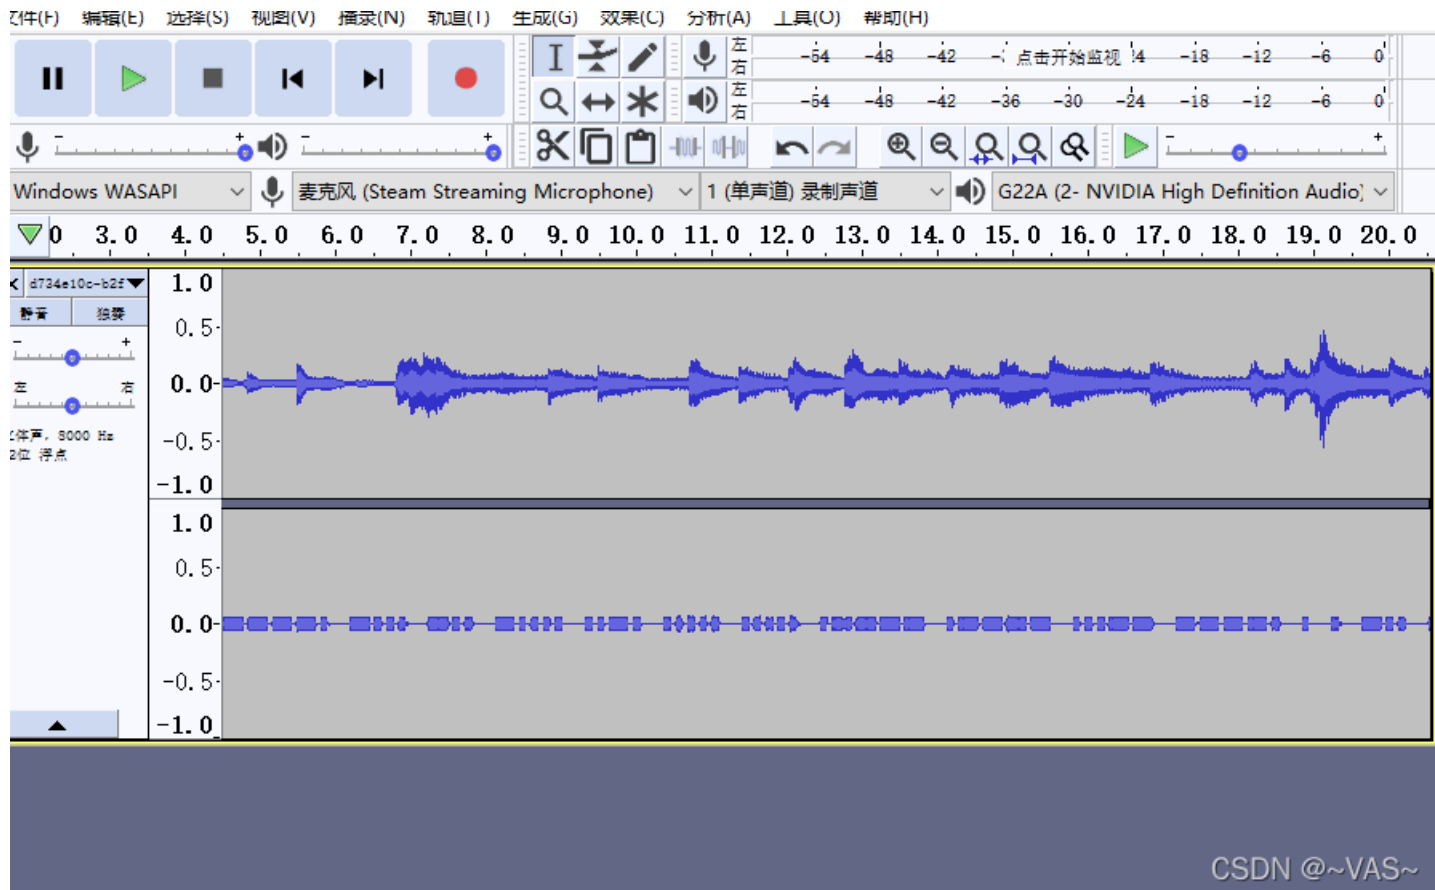 文件(F) 编辑(E) 选择(S) 视图(V) 播录(N) 轨道(T) 生成(G) 效果(C) 分析(A) 工具(O) 帮助(H)
左 -54 -48 -42 点击开始监视 -18 -12 -6 0
右
左 -54 -48 -42 -36 -30 -24 -18 -12 -6 0
右
Windows WASAPI 麦克风 (Steam Streaming Microphone) 1 (单声道) 录制声道 G22A (2- NVIDIA High Definition Audio)
0 3.0 4.0 5.0 6.0 7.0 8.0 9.0 10.0 11.0 12.0 13.0 14.0 15.0 16.0 17.0 18.0 19.0 20.0
d734e10c-b2f 1.0
静音 独奏
0.5
- +
0.0
左 右
立体声, 8000 Hz
-0.5
32位 浮点
-1.0
1.0
0.5
0.0
-0.5
-1.0
CSDN @~VAS~